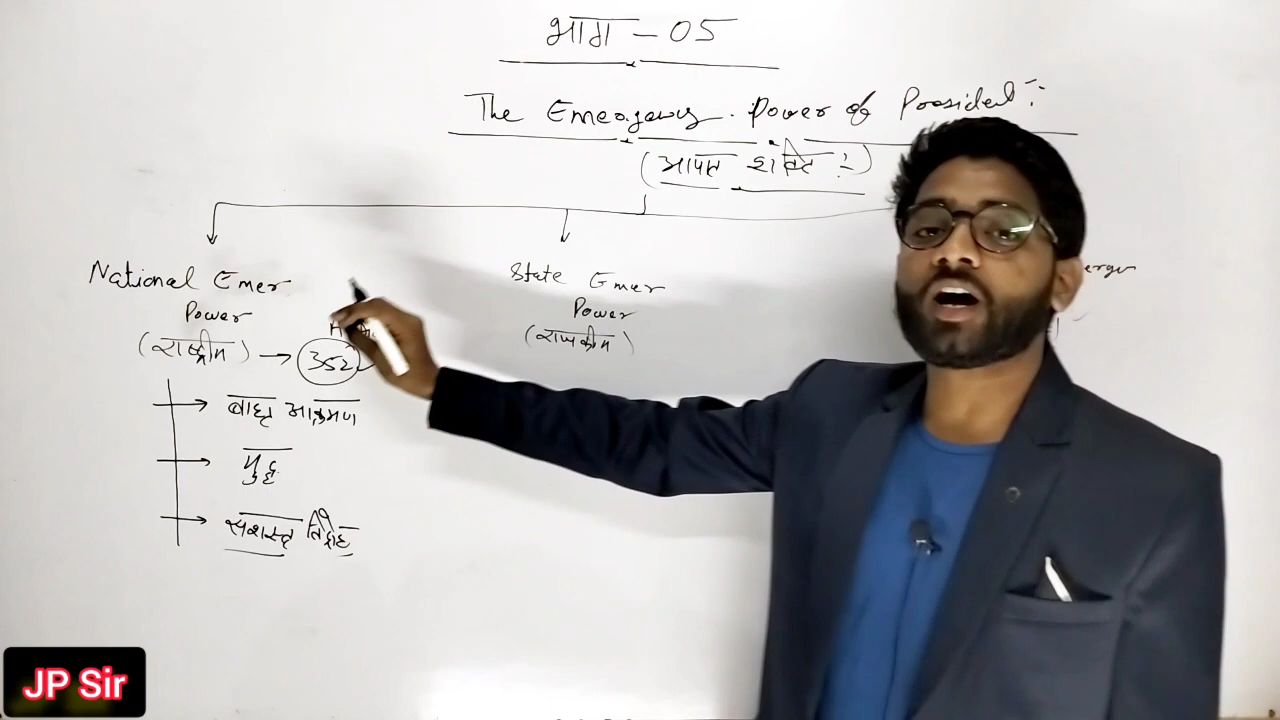 भाग - 05
The Emergency Power of President :-
(आपात शक्ति :-)
National Emer
Power
(राष्ट्रीय) → 352
बाह्य आक्रमण
युद्ध
सशस्त्र विद्रोह
State Emer
Power
(राजकीय)
JP Sir